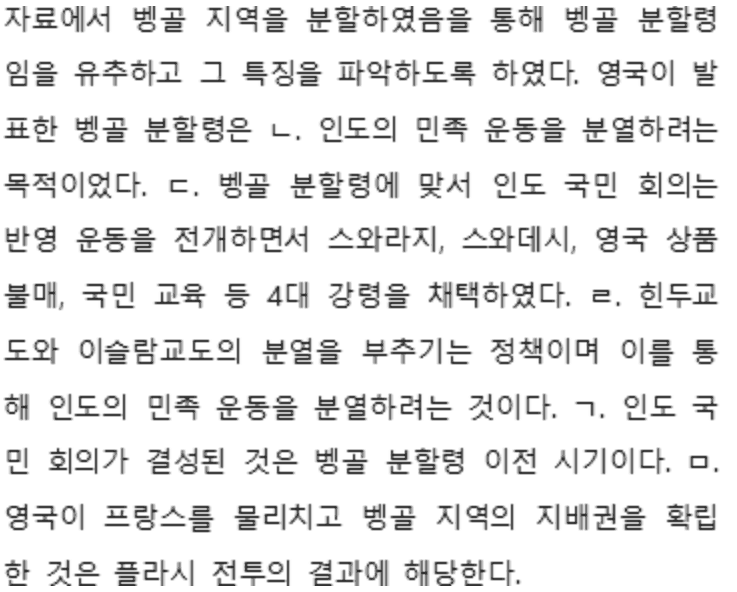 자료에서 벵골 지역을 분할하였음을 통해 벵골 분할령
임을 유추하고 그 특징을 파악하도록 하였다. 영국이 발
표한 벵골 분할령은 ㄴ. 인도의 민족 운동을 분열하려는
목적이었다. ㄷ. 벵골 분할령에 맞서 인도 국민 회의는
반영 운동을 전개하면서 스와라지, 스와데시, 영국 상품
불매, 국민 교육 등 4대 강령을 채택하였다. ㄹ. 힌두교
도와 이슬람교도의 분열을 부추기는 정책이며 이를 통
해 인도의 민족 운동을 분열하려는 것이다. ㄱ. 인도 국
민 회의가 결성된 것은 벵골 분할령 이전 시기이다. ㅁ.
영국이 프랑스를 물리치고 벵골 지역의 지배권을 확립
한 것은 플라시 전투의 결과에 해당한다.